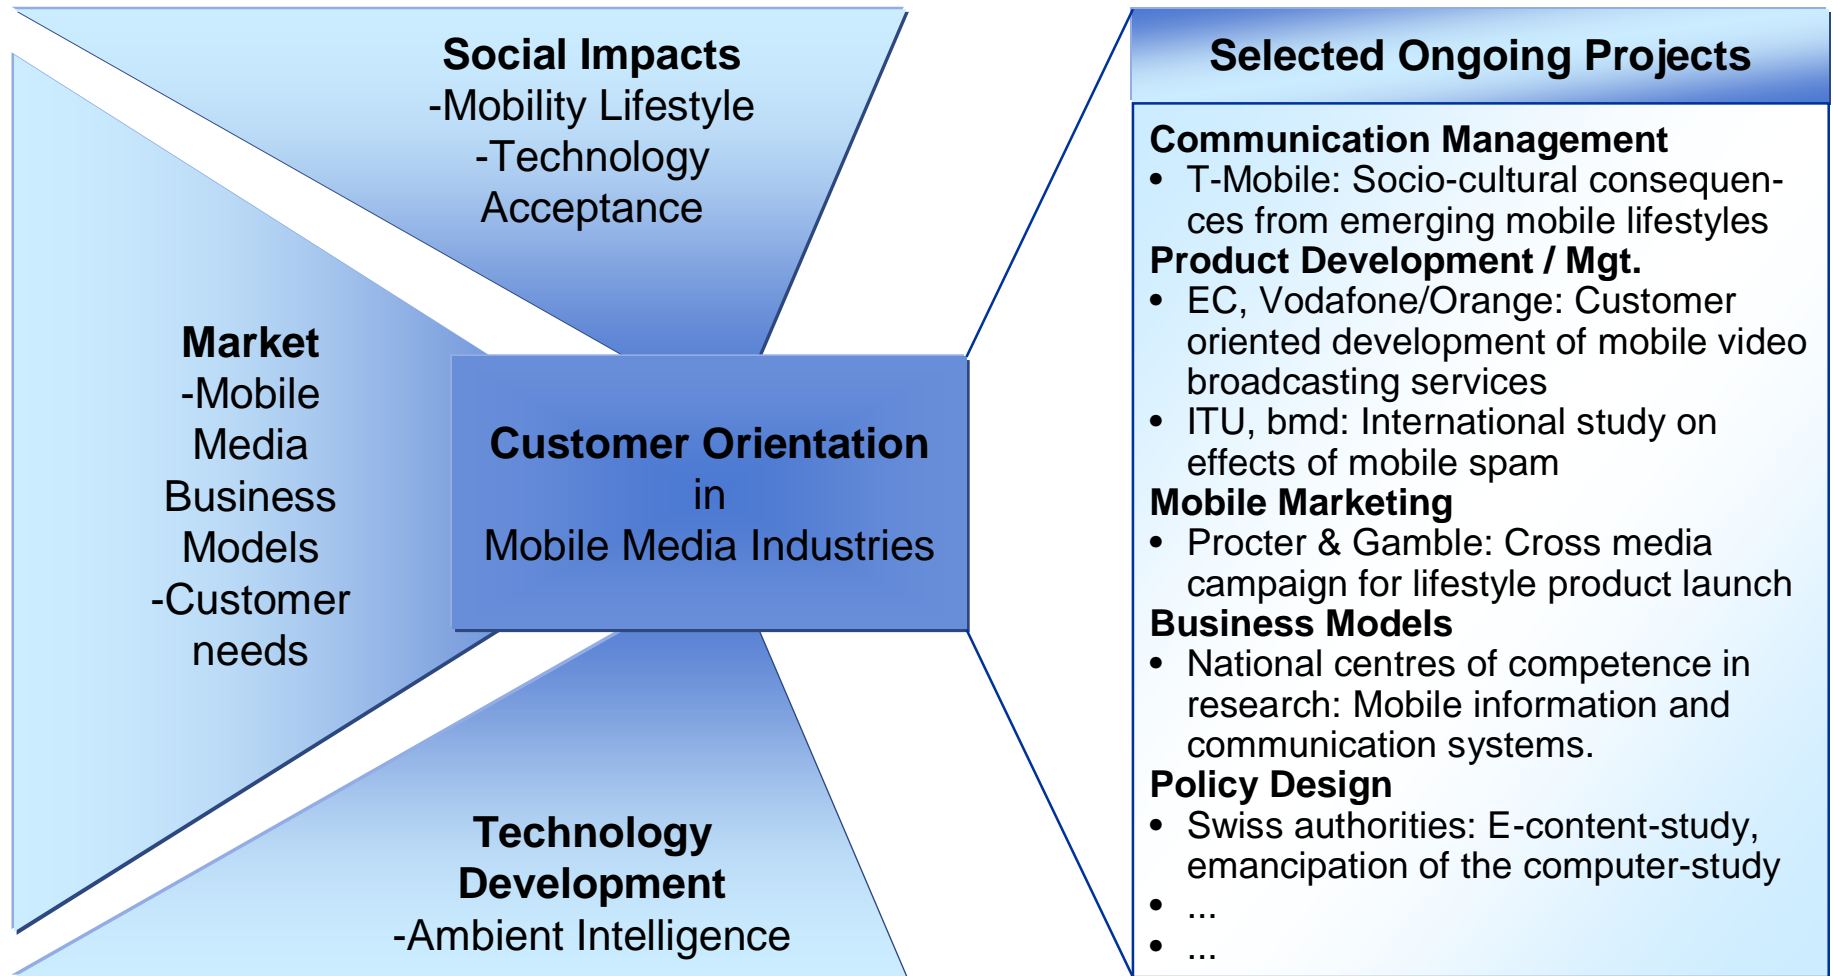 Social Impacts
-Mobility Lifestyle
-Technology
Acceptance
Market
-Mobile
Media
Business
Models
-Customer
needs
Customer Orientation
in
Mobile Media Industries
Technology
Development
-Ambient Intelligence
Selected Ongoing Projects
Communication Management
• T-Mobile: Socio-cultural consequen-
ces from emerging mobile lifestyles
Product Development / Mgt.
• EC, Vodafone/Orange: Customer
oriented development of mobile video
broadcasting services
• ITU, bmd: International study on
effects of mobile spam
Mobile Marketing
• Procter & Gamble: Cross media
campaign for lifestyle product launch
Business Models
• National centres of competence in
research: Mobile information and
communication systems.
Policy Design
• Swiss authorities: E-content-study,
emancipation of the computer-study
• ...
• ...